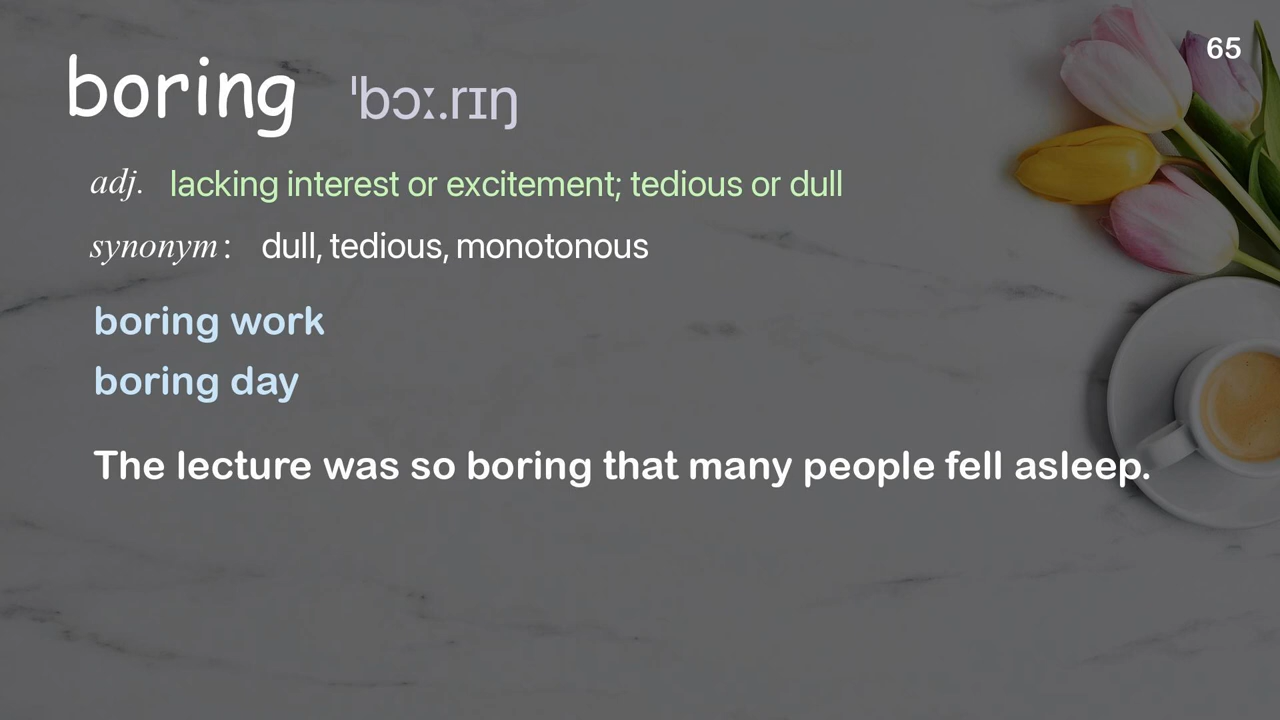 65
boring ˈbɔː.rɪŋ
adj. lacking interest or excitement; tedious or dull
synonym: dull, tedious, monotonous
boring work
boring day
The lecture was so boring that many people fell asleep.